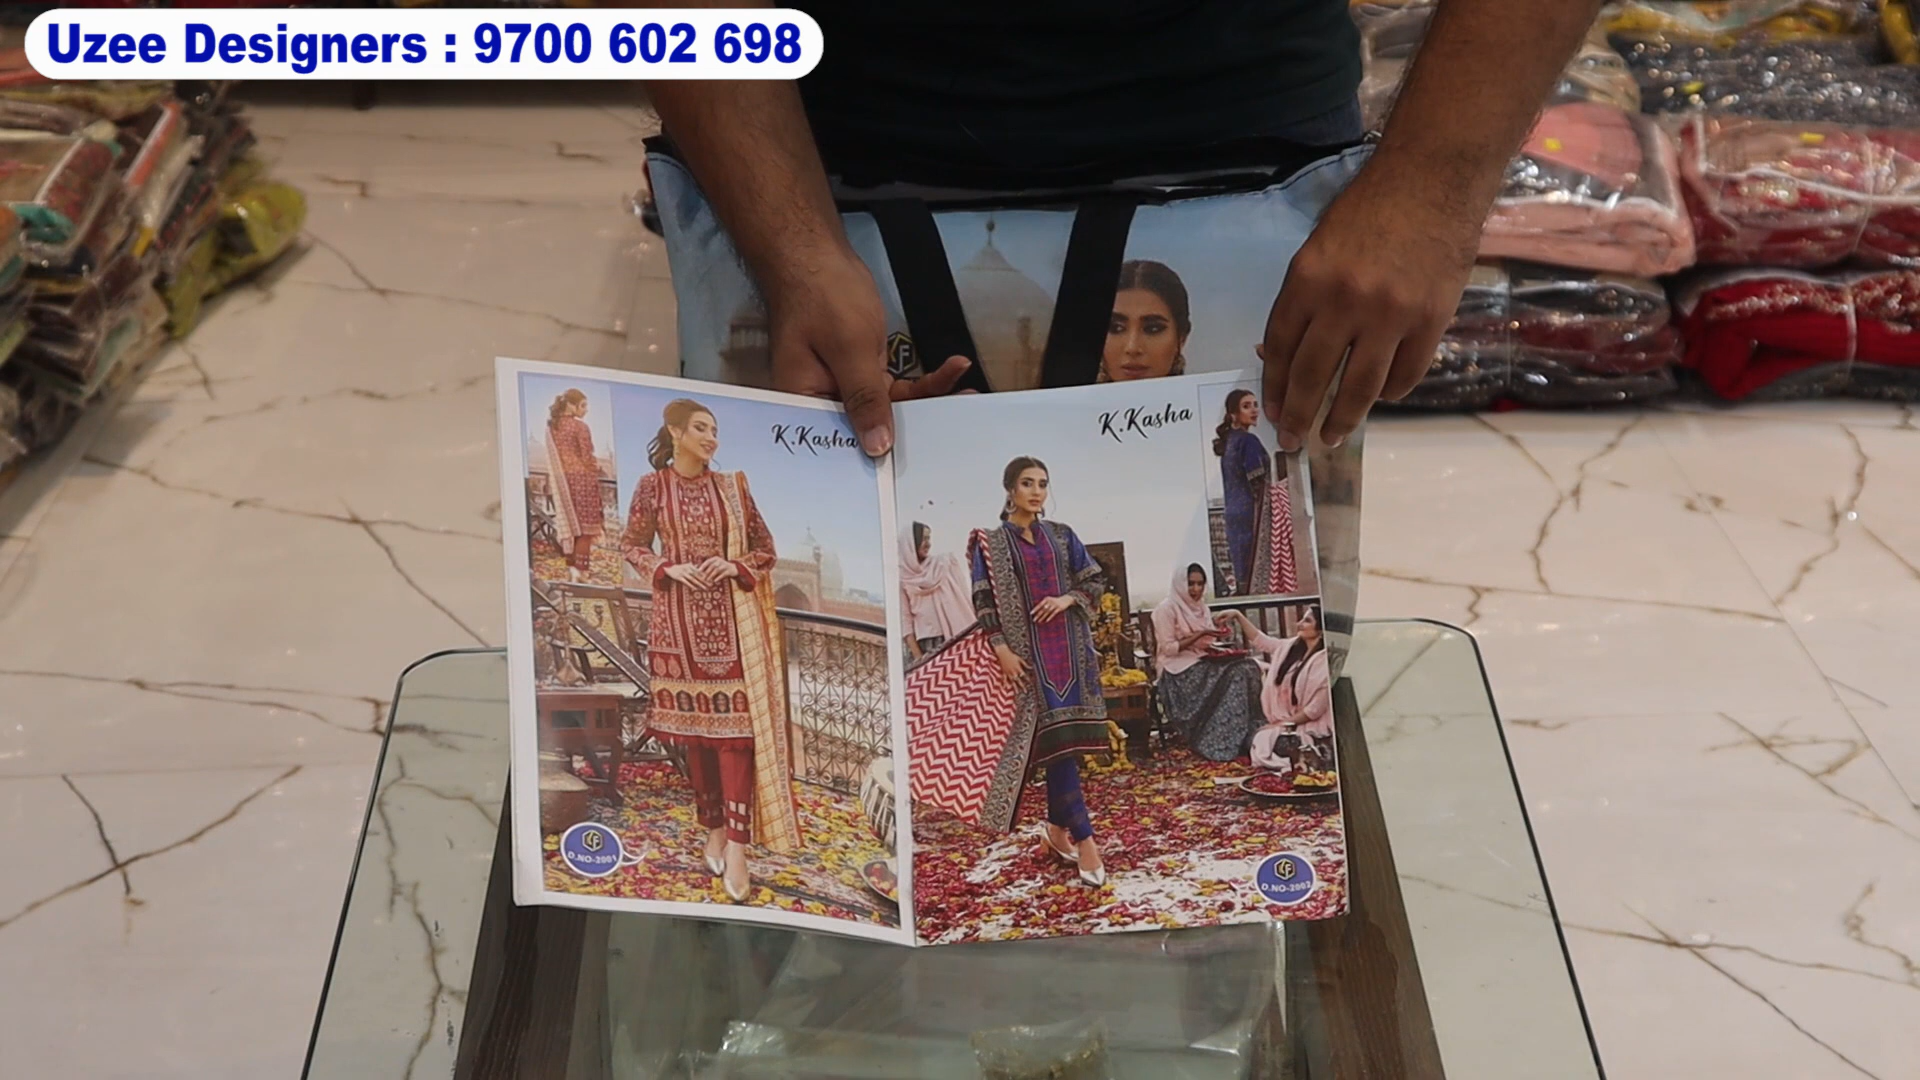 Uzee Designers : 9700 602 698
K.Kasha
K.Kasha
D.NO-2001
D.NO-2002